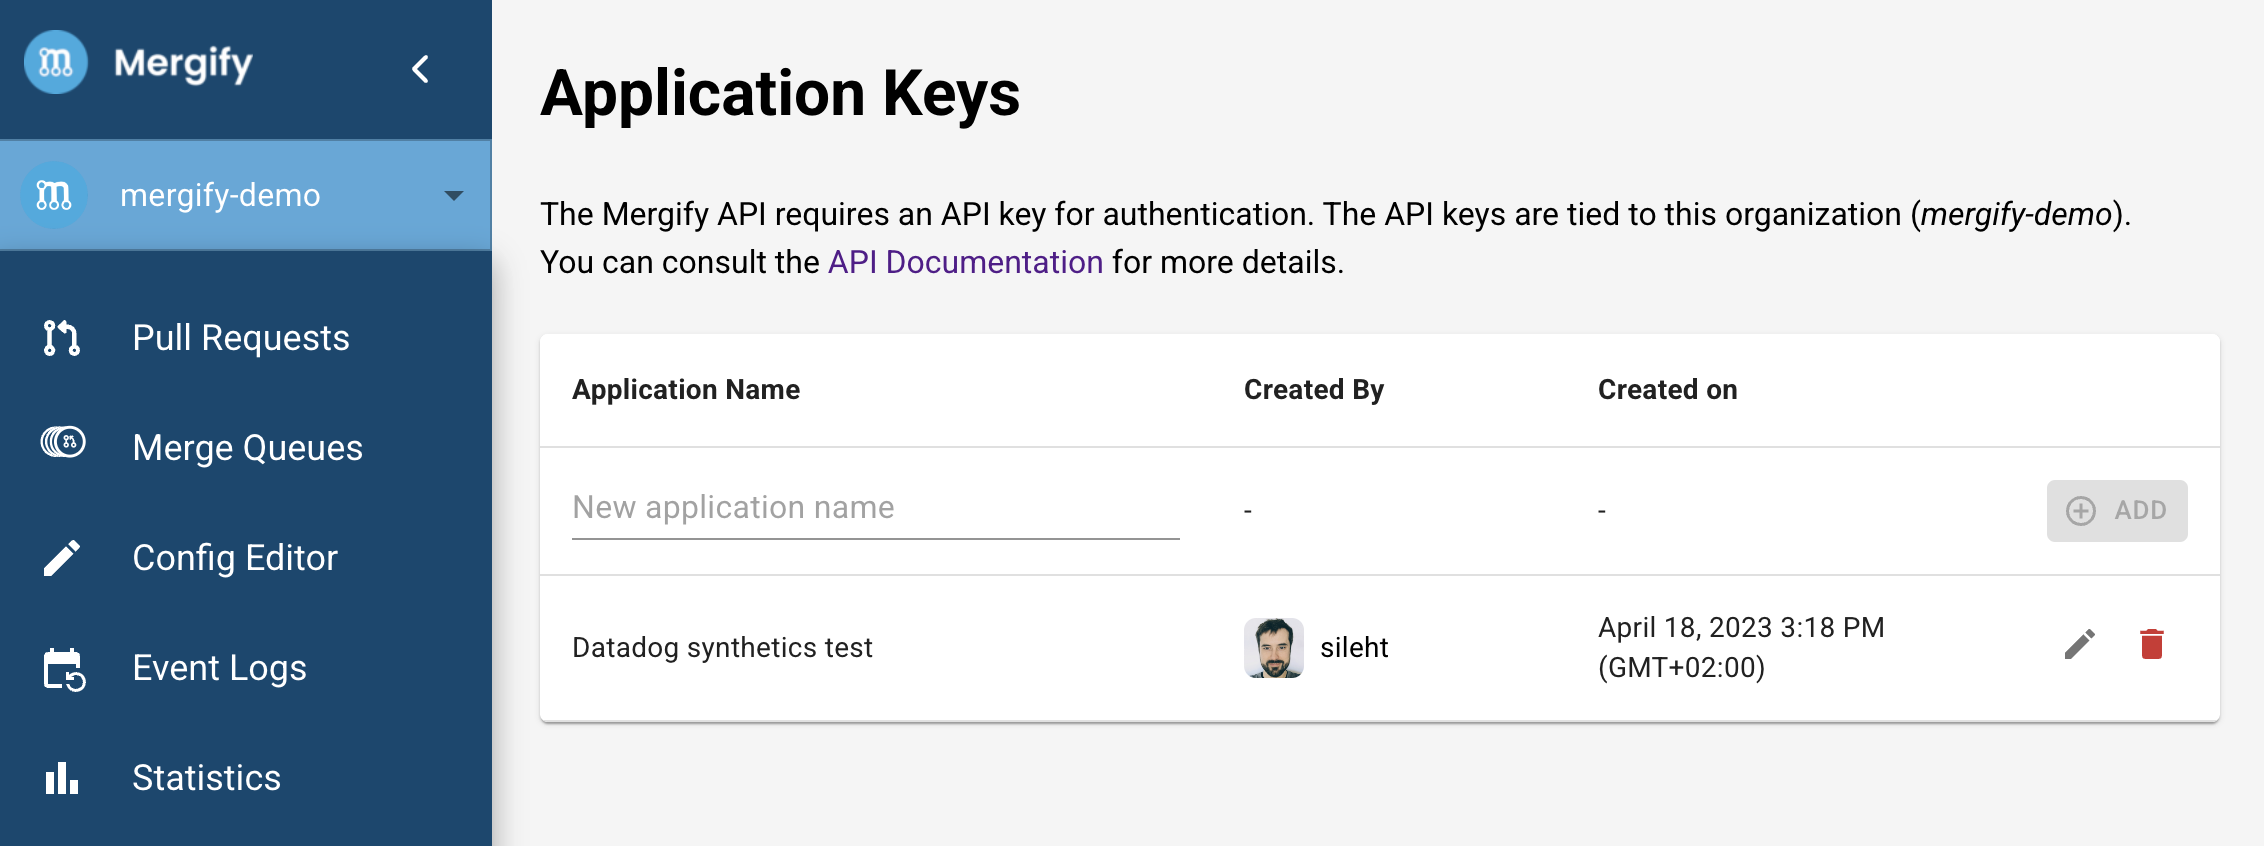 Mergify
mergify-demo
Pull Requests
Merge Queues
Config Editor
Event Logs
Statistics
Application Keys
The Mergify API requires an API key for authentication. The API keys are tied to this organization (mergify-demo).
You can consult the API Documentation for more details.
Application Name Created By Created on
New application name - - ADD
Datadog synthetics test sileht April 18, 2023 3:18 PM
(GMT+02:00)